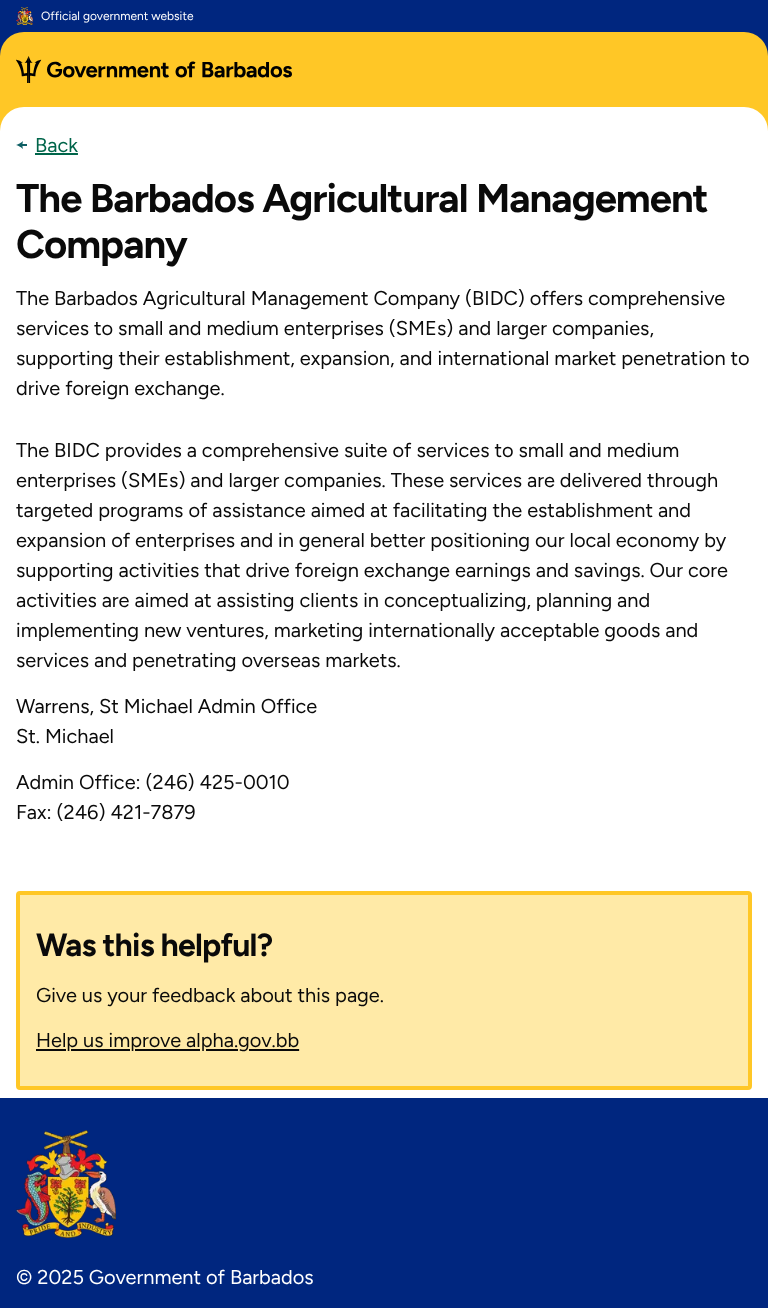 Official government website
Government of Barbados
Back
The Barbados Agricultural Management
Company
The Barbados Agricultural Management Company (BIDC) offers comprehensive
services to small and medium enterprises (SMEs) and larger companies,
supporting their establishment, expansion, and international market penetration to
drive foreign exchange.
The BIDC provides a comprehensive suite of services to small and medium
enterprises (SMEs) and larger companies. These services are delivered through
targeted programs of assistance aimed at facilitating the establishment and
expansion of enterprises and in general better positioning our local economy by
supporting activities that drive foreign exchange earnings and savings. Our core
activities are aimed at assisting clients in conceptualizing, planning and
implementing new ventures, marketing internationally acceptable goods and
services and penetrating overseas markets.
Warrens, St Michael Admin Office
St. Michael
Admin Office: (246) 425-0010
Fax: (246) 421-7879
Was this helpful?
Give us your feedback about this page.
Help us improve alpha.gov.bb
PRIDE AND INDUSTRY
© 2025 Government of Barbados